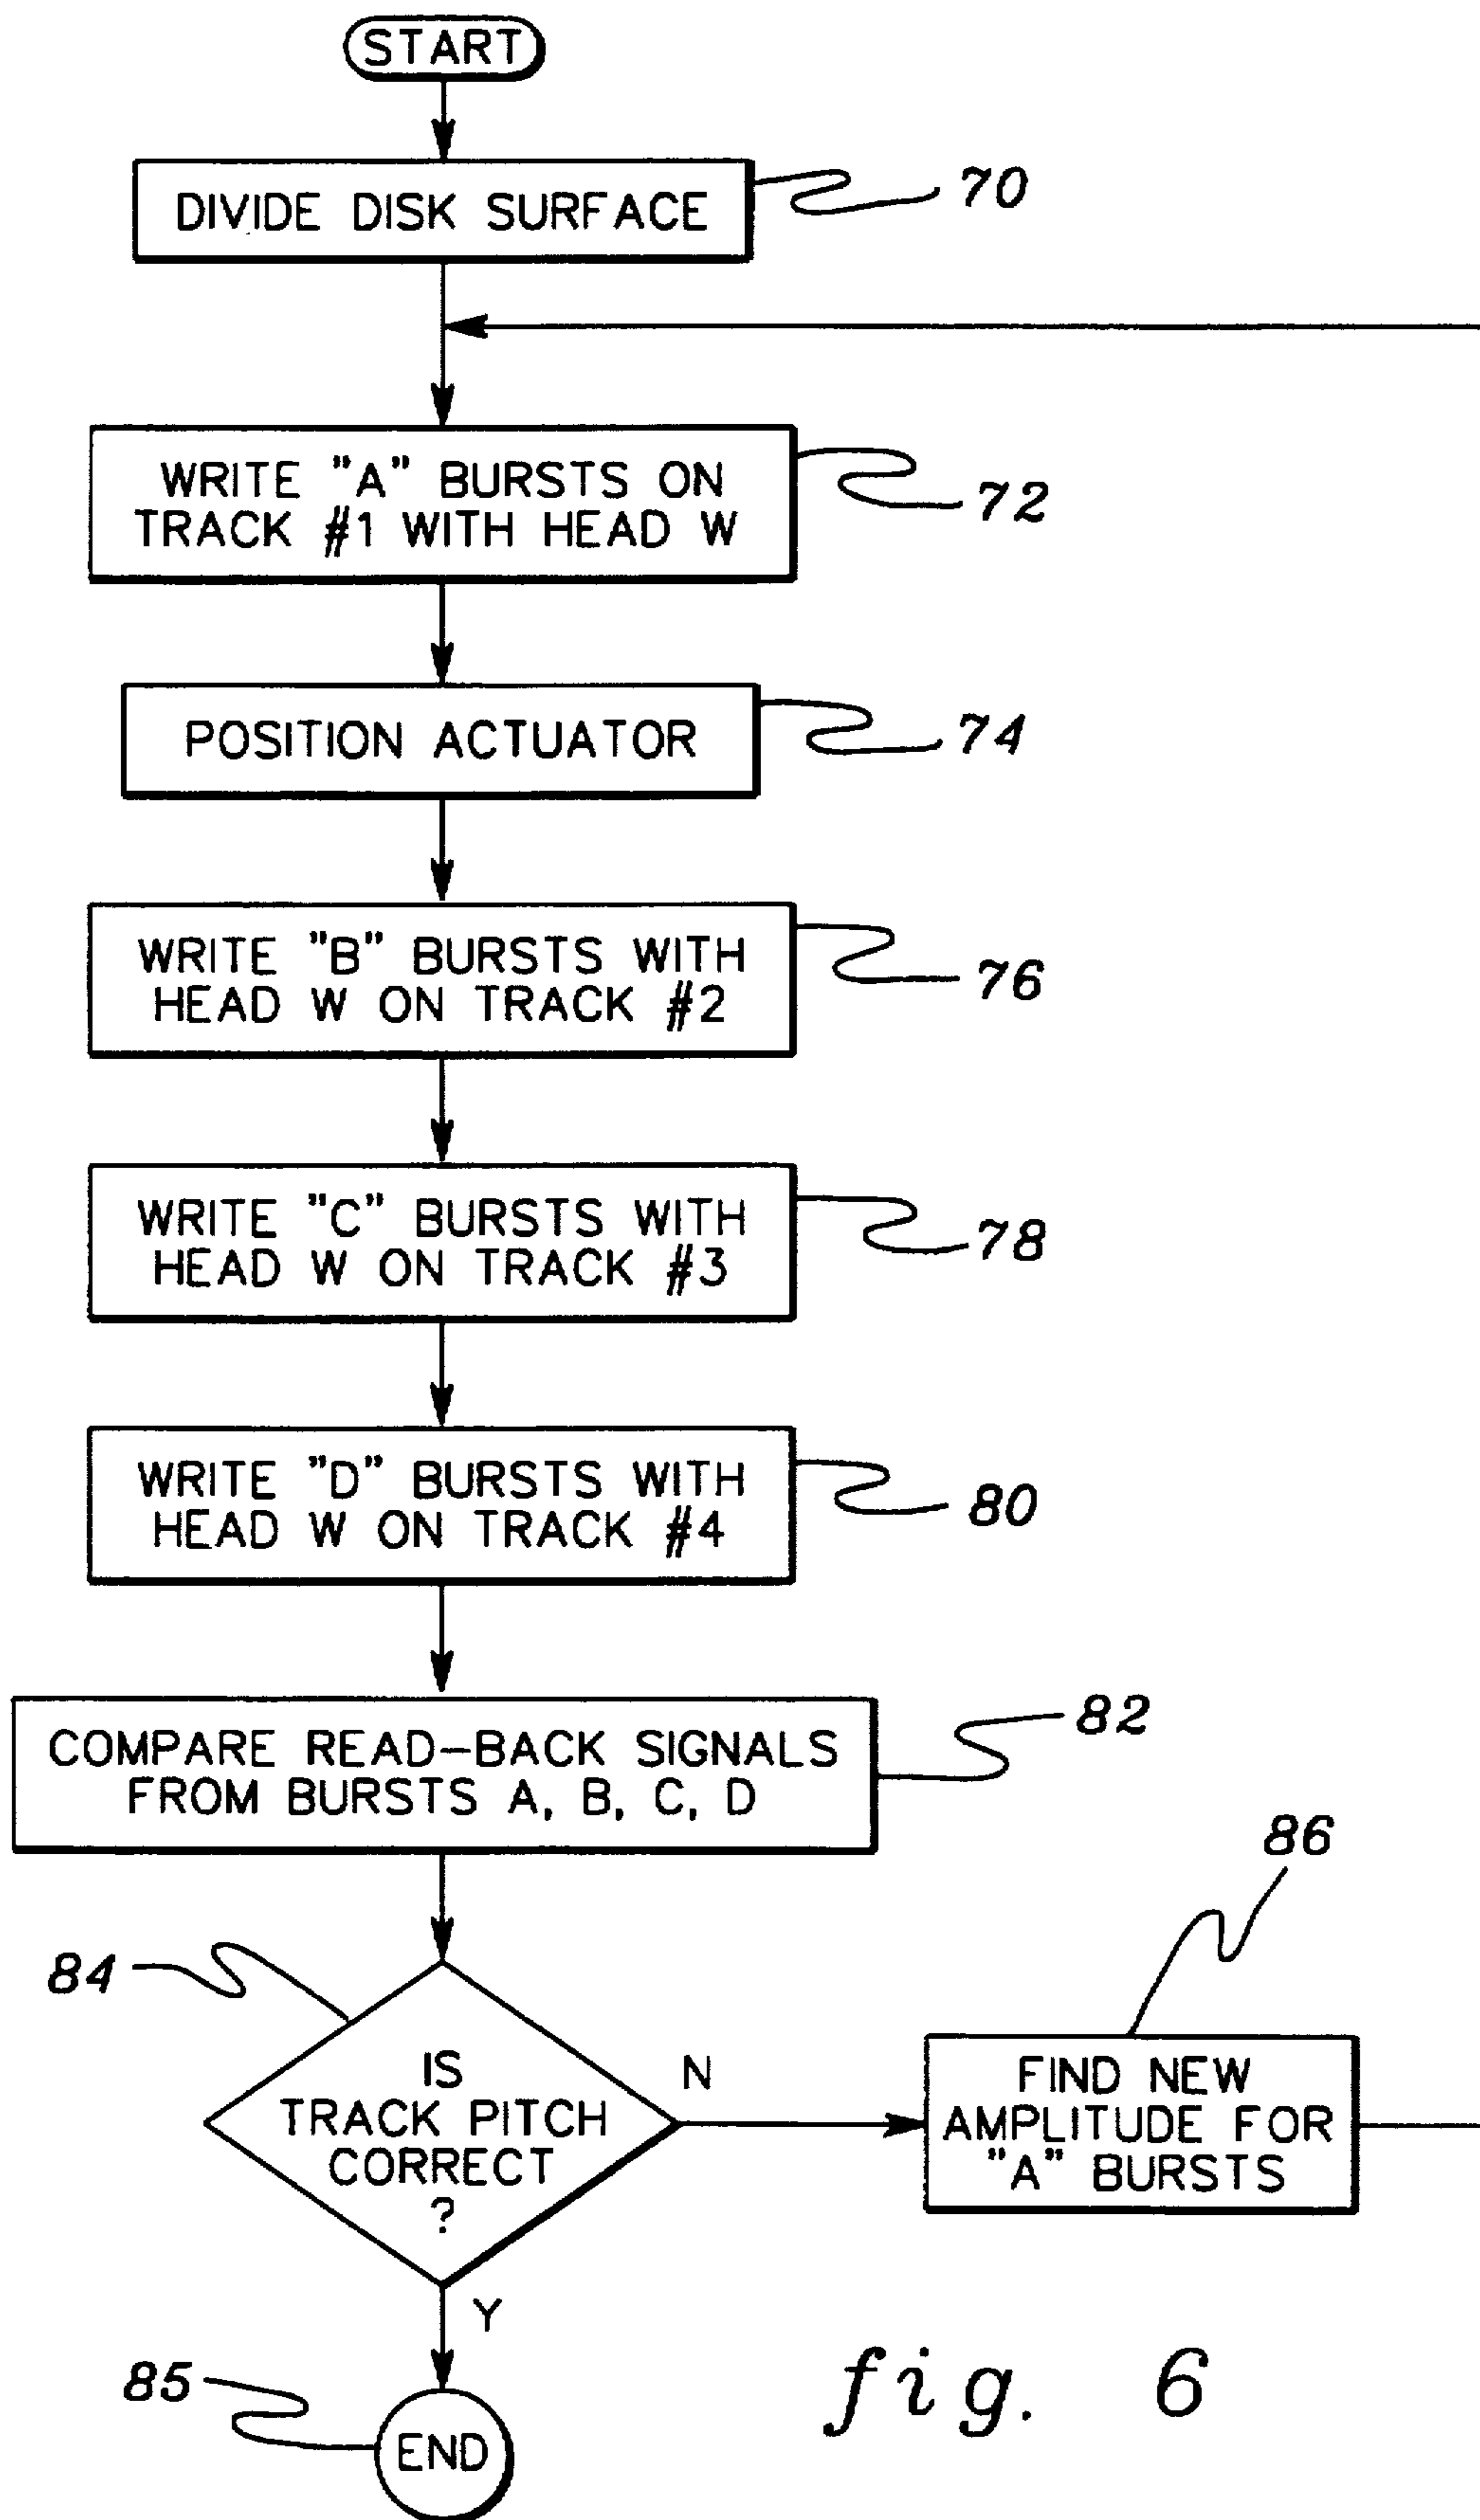 START
DIVIDE DISK SURFACE
70
WRITE "A" BURSTS ON
TRACK #1 WITH HEAD W
72
POSITION ACTUATOR
74
WRITE "B" BURSTS WITH
HEAD W ON TRACK #2
76
WRITE "C" BURSTS WITH
HEAD W ON TRACK #3
78
WRITE "D" BURSTS WITH
HEAD W ON TRACK #4
80
COMPARE READ-BACK SIGNALS
FROM BURSTS A, B, C, D
82
84
IS
TRACK PITCH
CORRECT
?
N
86
FIND NEW
AMPLITUDE FOR
"A" BURSTS
Y
85
END
fig. 6